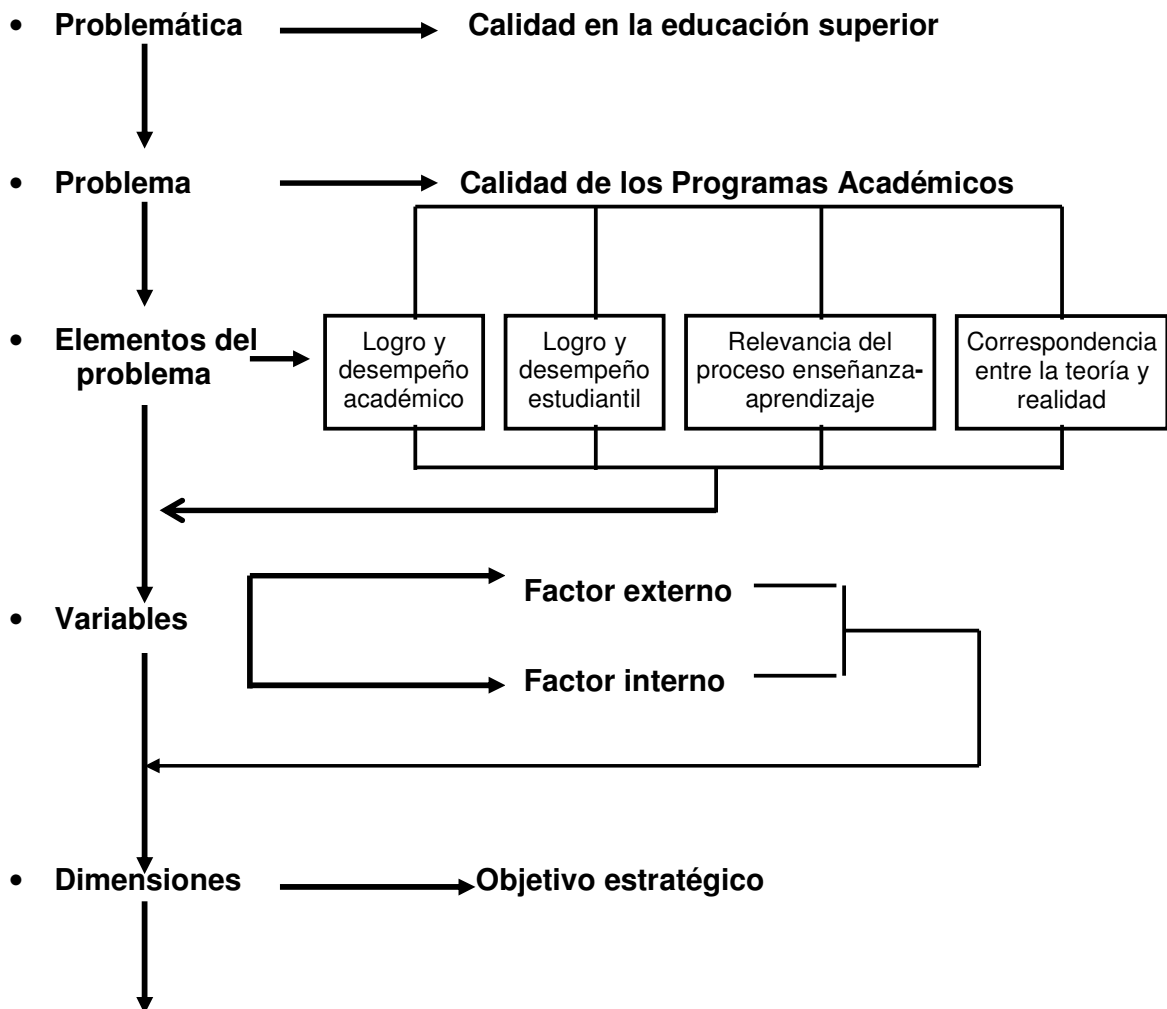 • Problemática Calidad en la educación superior
• Problema Calidad de los Programas Académicos
• Elementos del
problema
Logro y
desempeño
académico
Logro y
desempeño
estudiantil
Relevancia del
proceso enseñanza-
aprendizaje
Correspondencia
entre la teoría y
realidad
Factor externo
• Variables
Factor interno
• Dimensiones Objetivo estratégico